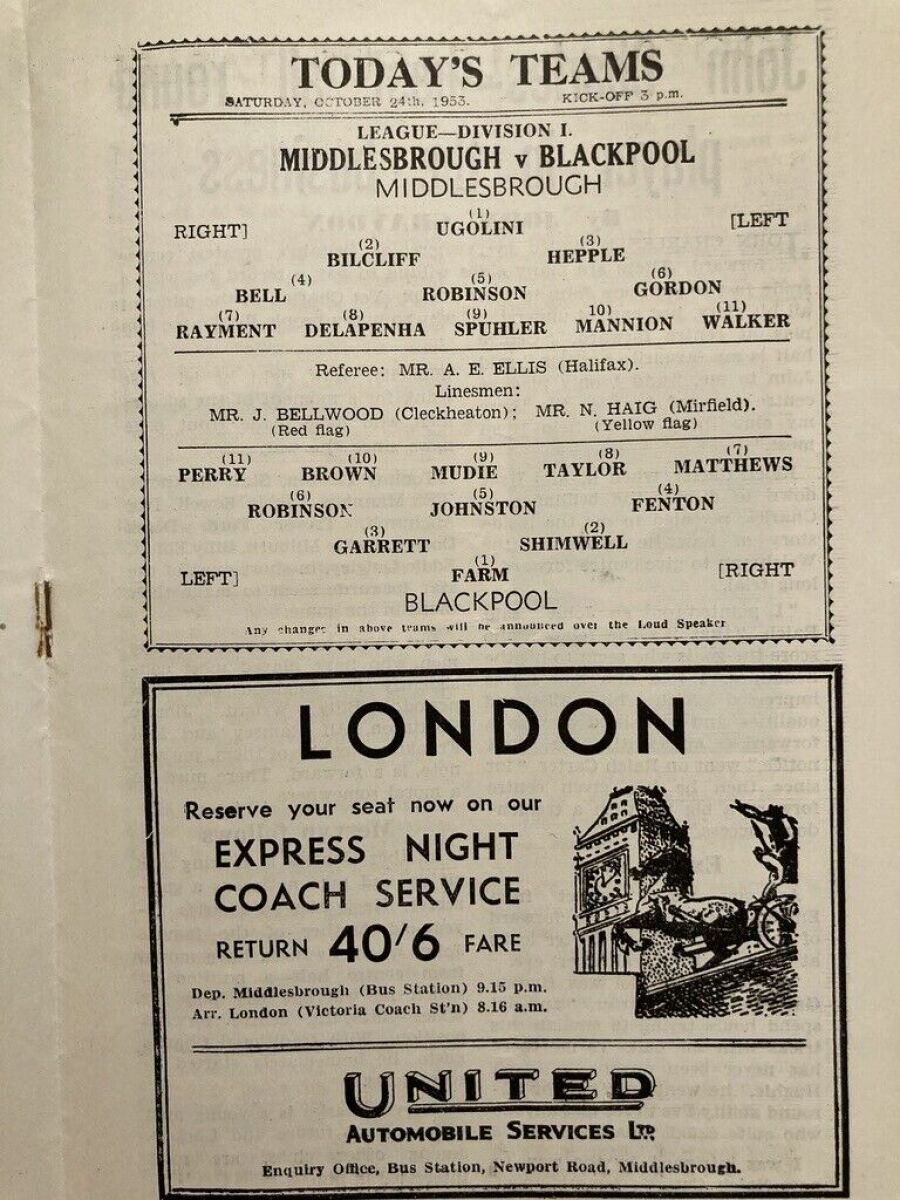 TODAY'S TEAMS
SATURDAY, OCTOBER 24th, 1953. KICK-OFF 3 p.m.
LEAGUE—DIVISION I.
MIDDLESBROUGH v BLACKPOOL
MIDDLESBROUGH
(1)
RIGHT] UGOLINI [LEFT
(2) (3)
BILCLIFF HEPPLE
(4) (5) (6)
BELL ROBINSON GORDON
(7) (8) (9) 10) (11)
RAYMENT DELAPENHA SPUHLER MANNION WALKER
Referee: MR. A. E. ELLIS (Halifax).
Linesmen:
MR. J. BELLWOOD (Cleckheaton); MR. N. HAIG (Mirfield).
(Red flag) (Yellow flag)
(11) (10) (9) (8) (7)
PERRY BROWN MUDIE TAYLOR MATTHEWS
(6) (5) (4)
ROBINSON JOHNSTON FENTON
(3) (2)
GARRETT SHIMWELL
(1)
LEFT] FARM [RIGHT
BLACKPOOL
Any changes in above teams will be announced over the Loud Speaker
LONDON
Reserve your seat now on our
EXPRESS NIGHT
COACH SERVICE
RETURN 40/6 FARE
Dep. Middlesbrough (Bus Station) 9.15 p.m.
Arr. London (Victoria Coach St'n) 8.16 a.m.
UNITED
AUTOMOBILE SERVICES LTD.
Enquiry Office, Bus Station, Newport Road, Middlesbrough.